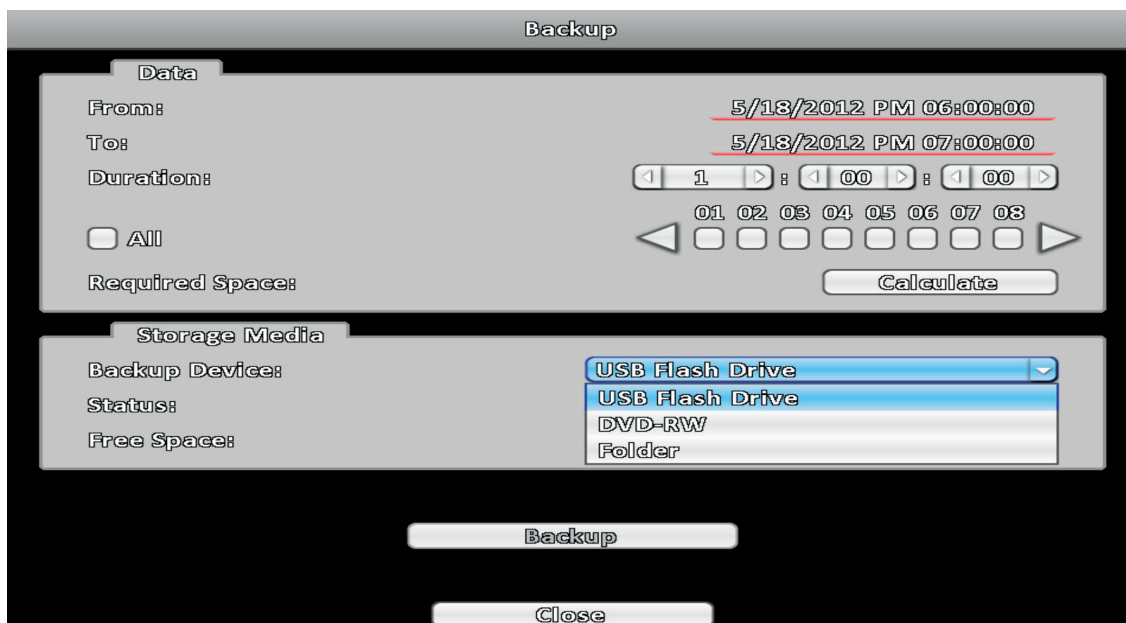 Backup
Data
From: 5/18/2012 PM 06:00:00
To: 5/18/2012 PM 07:00:00
Duration: 1 : 00 : 00
01 02 03 04 05 06 07 08
All
Required Space: Calculate
Storage Media
Backup Device: USB Flash Drive
USB Flash Drive
Status:
DVD-RW
Free Space:
Folder
Backup
Close